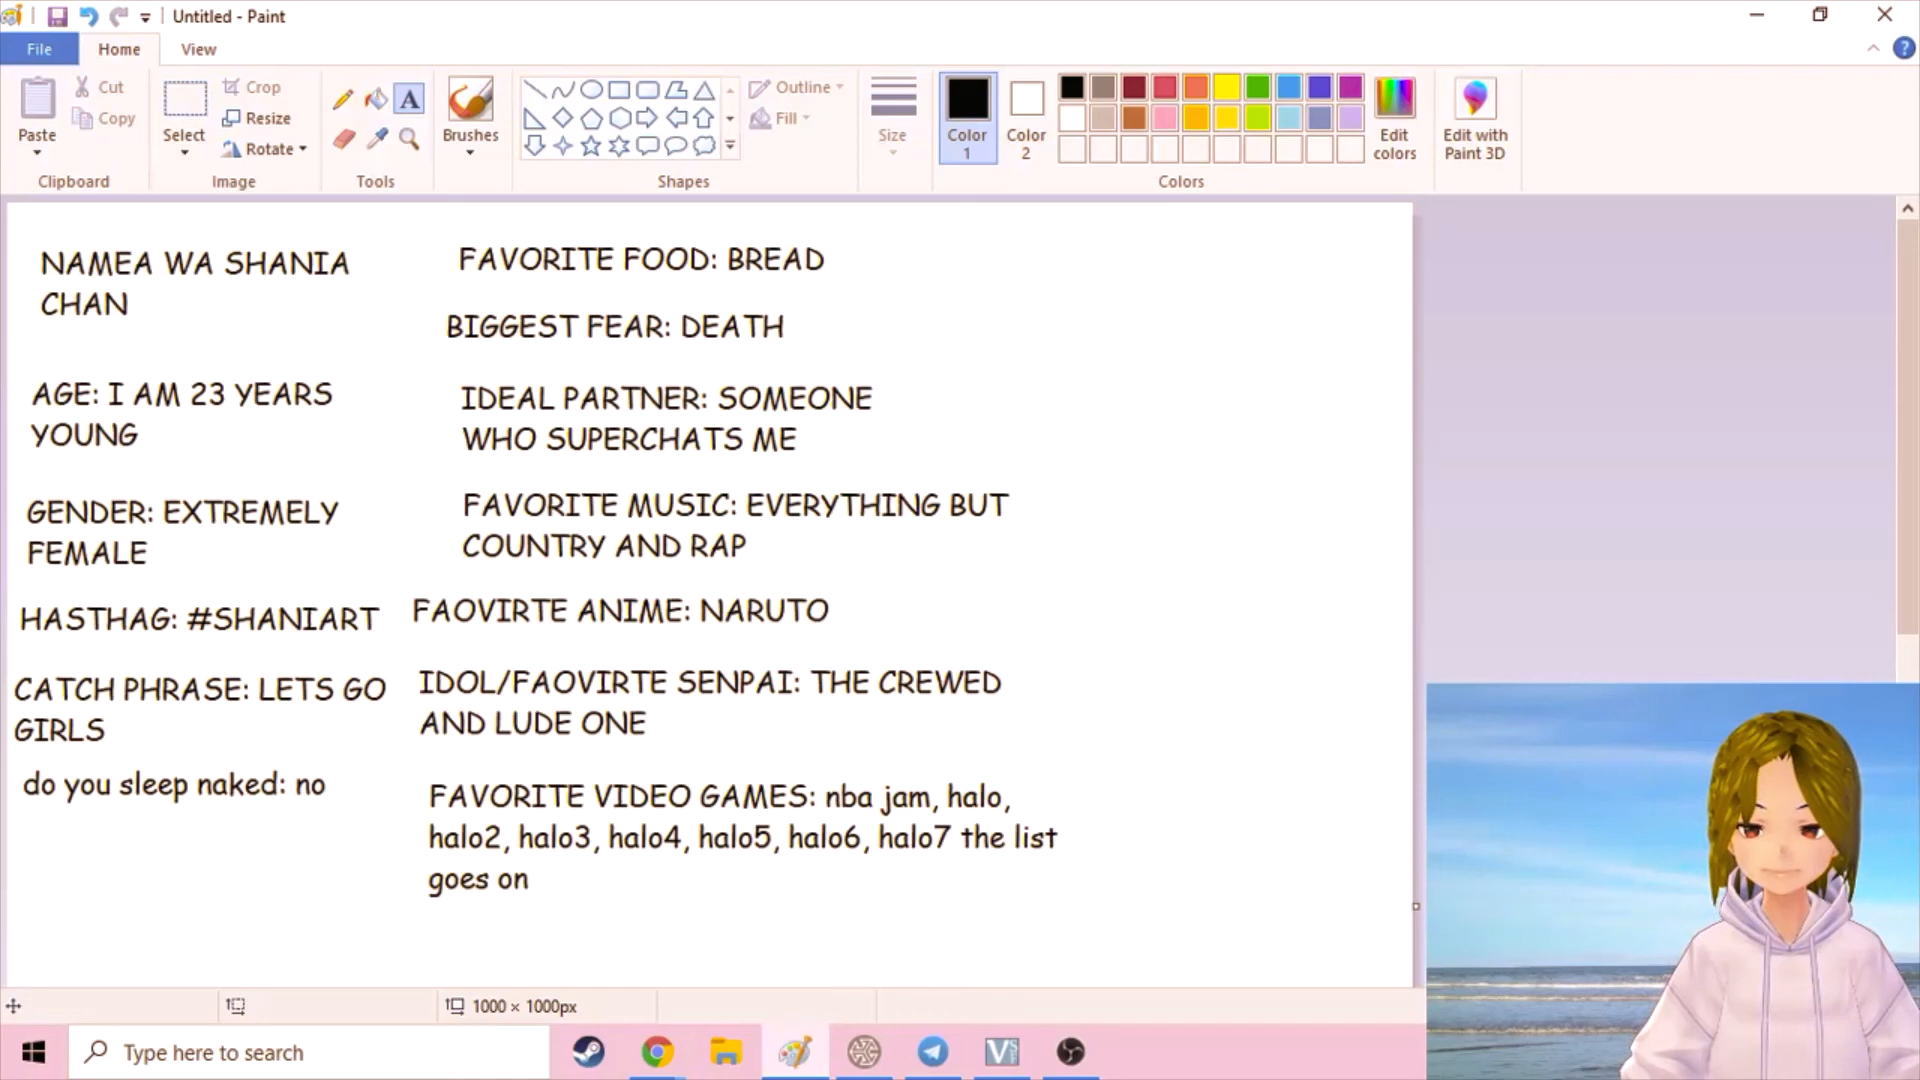 Untitled - Paint
File
Home
View
Paste
Cut
Copy
Clipboard
Select
Crop
Resize
Rotate
Image
A
Tools
Brushes
Shapes
Outline
Fill
Size
Color 1
Color 2
Edit colors
Colors
Edit with Paint 3D
NAMEA WA SHANIA
CHAN
AGE: I AM 23 YEARS
YOUNG
GENDER: EXTREMELY
FEMALE
HASTHAG: #SHANIART
CATCH PHRASE: LETS GO
GIRLS
do you sleep naked: no
FAVORITE FOOD: BREAD
BIGGEST FEAR: DEATH
IDEAL PARTNER: SOMEONE
WHO SUPERCHATS ME
FAVORITE MUSIC: EVERYTHING BUT
COUNTRY AND RAP
FAOVIRTE ANIME: NARUTO
IDOL/FAOVIRTE SENPAI: THE CREWED
AND LUDE ONE
FAVORITE VIDEO GAMES: nba jam, halo,
halo2, halo3, halo4, halo5, halo6, halo7 the list
goes on
1000 × 1000px
Type here to search